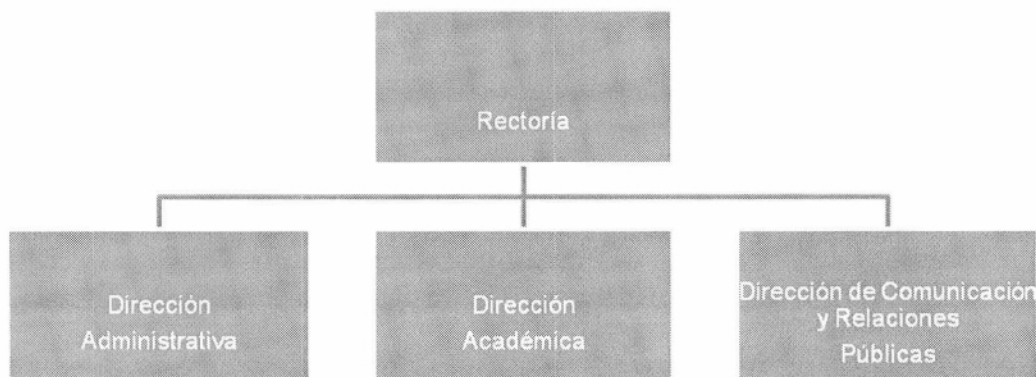 Rectoría
Dirección
Administrativa
Dirección
Académica
Dirección de Comunicación
y Relaciones
Públicas